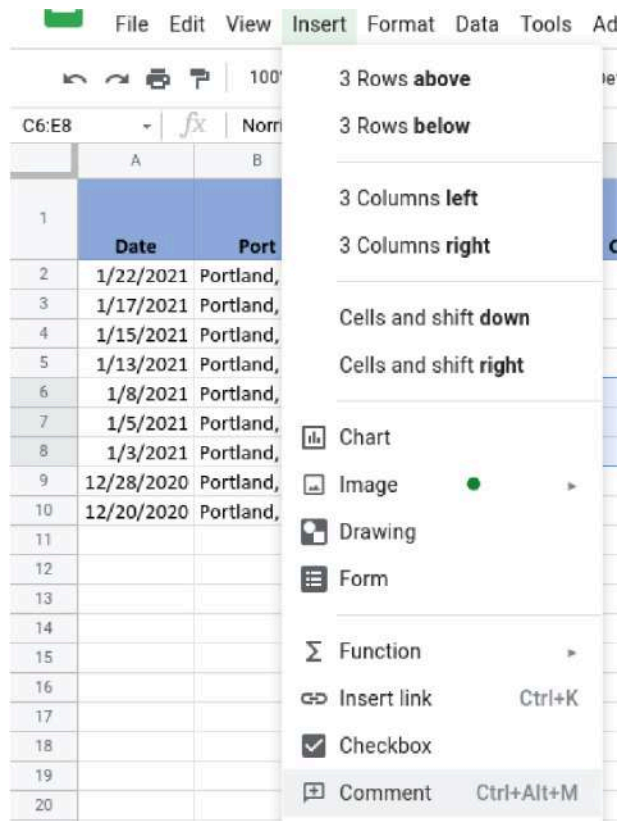 File Edit View Insert Format Data Tools Ad
100
C6:E8 fx Norri
A B
1 Date Port
2 1/22/2021 Portland,
3 1/17/2021 Portland,
4 1/15/2021 Portland,
5 1/13/2021 Portland,
6 1/8/2021 Portland,
7 1/5/2021 Portland,
8 1/3/2021 Portland,
9 12/28/2020 Portland,
10 12/20/2020 Portland,
11
12
13
14
15
16
17
18
19
20
3 Rows above
3 Rows below
3 Columns left
3 Columns right
Cells and shift down
Cells and shift right
Chart
Image
Drawing
Form
Σ Function
Insert link Ctrl+K
Checkbox
Comment Ctrl+Alt+M